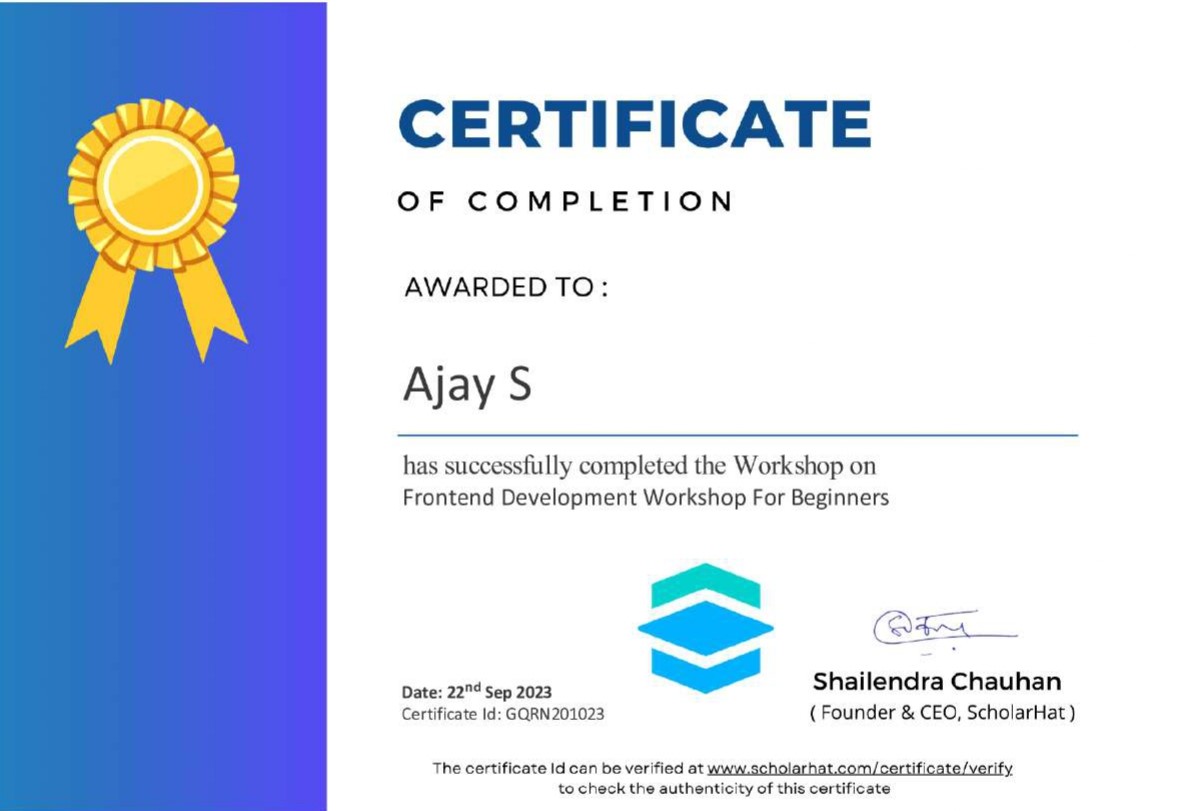 CERTIFICATE
OF COMPLETION
AWARDED TO :
Ajay S
has successfully completed the Workshop on
Frontend Development Workshop For Beginners
Date: 22nd Sep 2023
Certificate Id: GQRN201023
Shailendra Chauhan
( Founder & CEO, ScholarHat )
The certificate Id can be verified at www.scholarhat.com/certificate/verify
to check the authenticity of this certificate